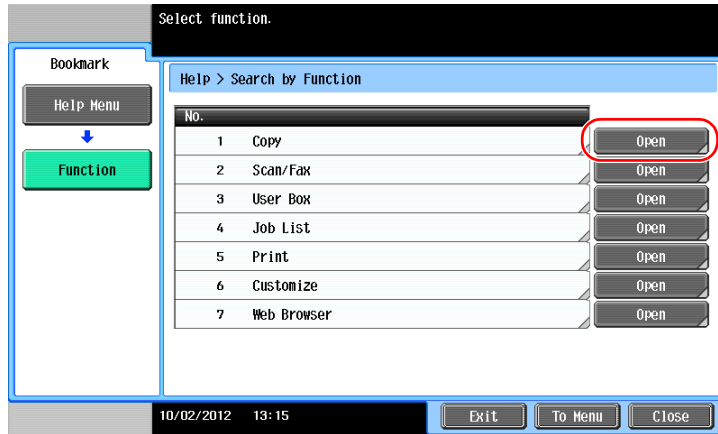 Select function.
Bookmark
Help > Search by Function
Help Menu
No.
1 Copy Open
Function
2 Scan/Fax Open
3 User Box Open
4 Job List Open
5 Print Open
6 Customize Open
7 Web Browser Open
10/02/2012 13:15 Exit To Menu Close